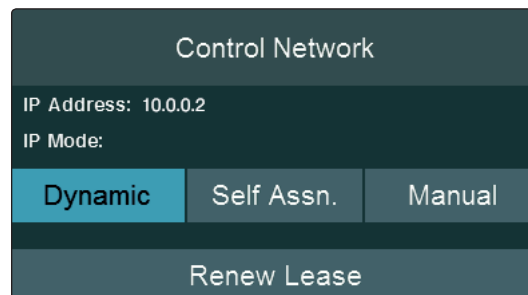 Control Network
IP Address: 10.0.0.2
IP Mode:
Dynamic Self Assn. Manual
Renew Lease